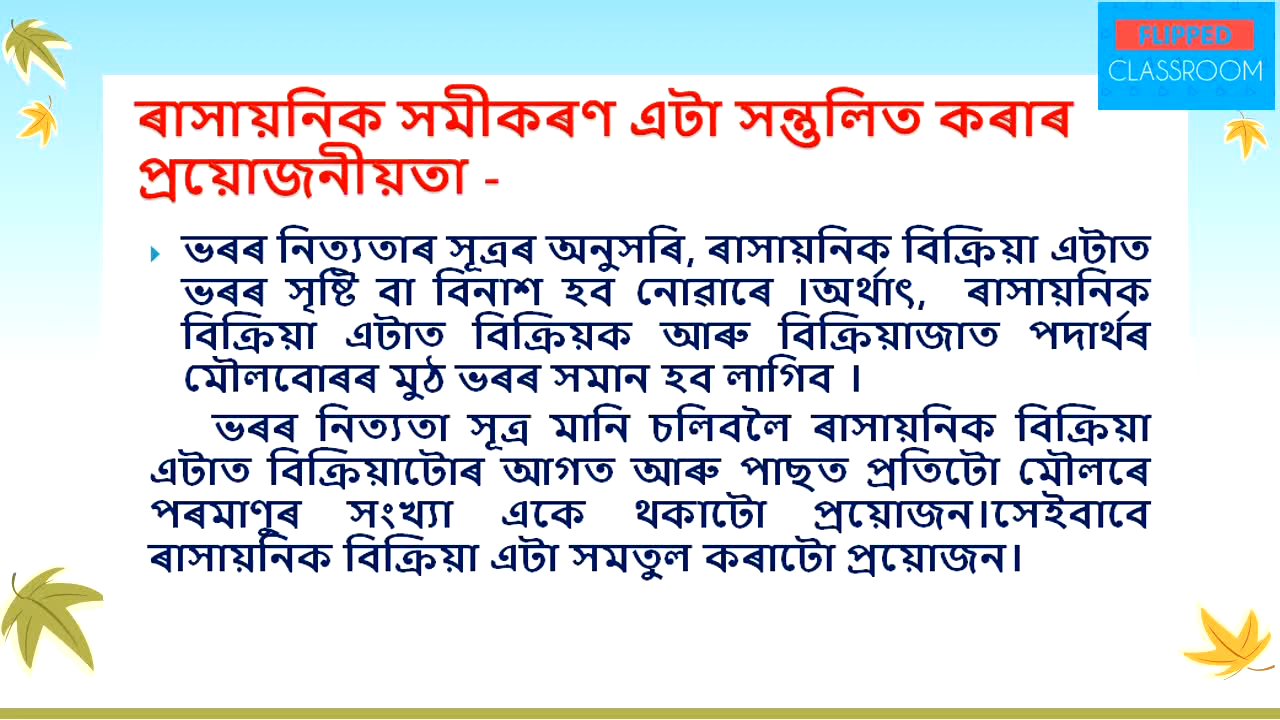 FLIPPED
CLASSROOM
ৰাসায়নিক সমীকৰণ এটা সন্তুলিত কৰাৰ
প্ৰয়োজনীয়তা -
ভৰৰ নিত্যতাৰ সূত্ৰৰ অনুসৰি, ৰাসায়নিক বিক্ৰিয়া এটাত
ভৰৰ সৃষ্টি বা বিনাশ হব নোৱাৰে ।অৰ্থাৎ, ৰাসায়নিক
বিক্ৰিয়া এটাত বিক্ৰিয়ক আৰু বিক্ৰিয়াজাত পদাৰ্থৰ
মৌলবোৰৰ মুঠ ভৰৰ সমান হব লাগিব ।
ভৰৰ নিত্যতা সূত্ৰ মানি চলিবলৈ ৰাসায়নিক বিক্ৰিয়া
এটাত বিক্ৰিয়াটোৰ আগত আৰু পাছত প্ৰতিটো মৌলৰে
পৰমাণুৰ সংখ্যা একে থকাটো প্ৰয়োজন।সেইবাবে
ৰাসায়নিক বিক্ৰিয়া এটা সমতুল কৰাটো প্ৰয়োজন।